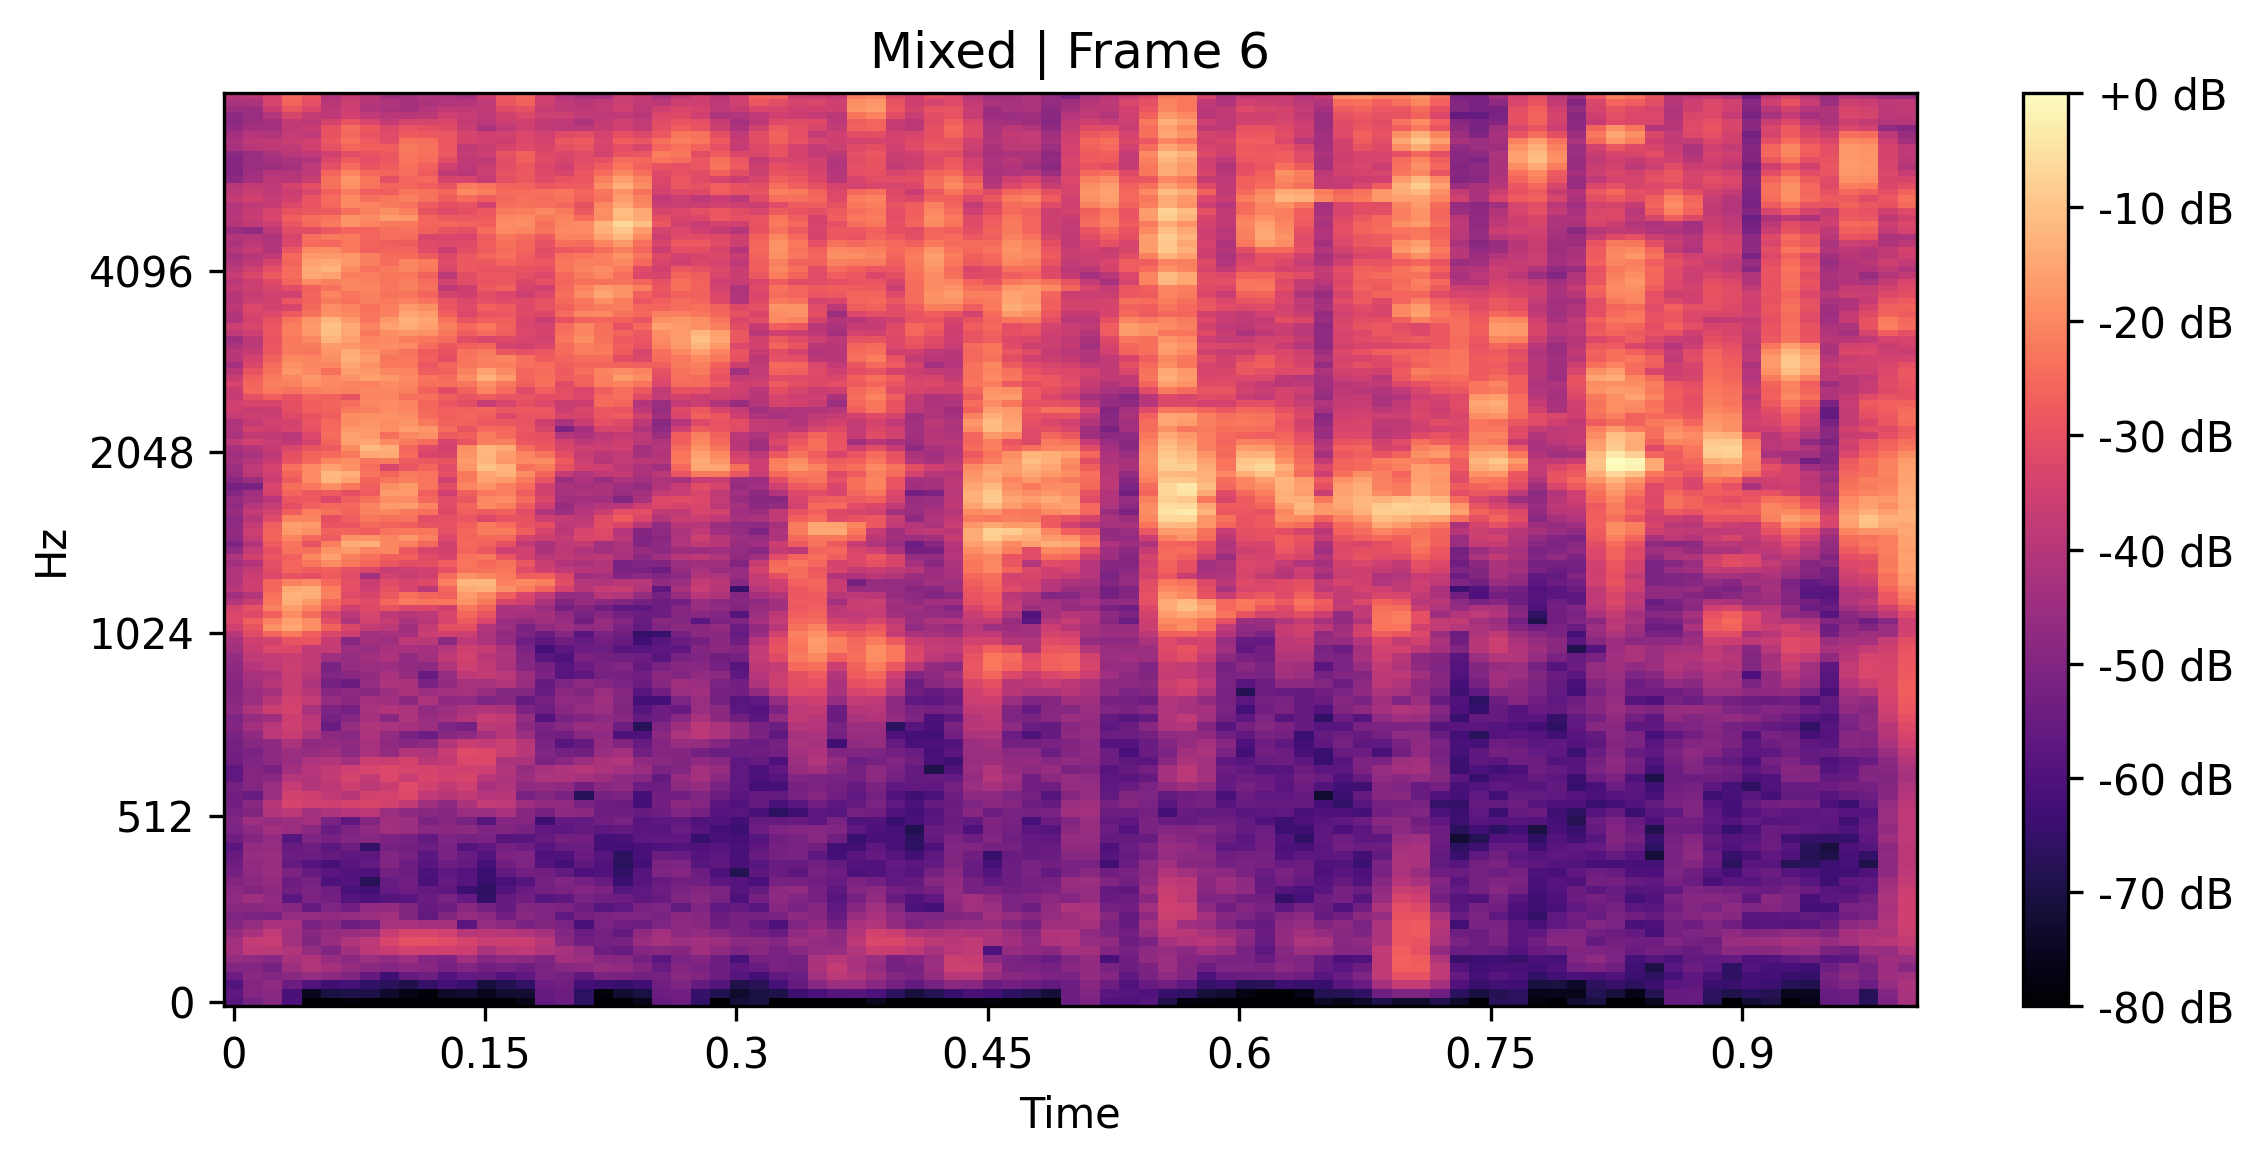 Mixed | Frame 6
Hz
4096
2048
1024
512
0
0 0.15 0.3 0.45 0.6 0.75 0.9
Time
+0 dB
-10 dB
-20 dB
-30 dB
-40 dB
-50 dB
-60 dB
-70 dB
-80 dB